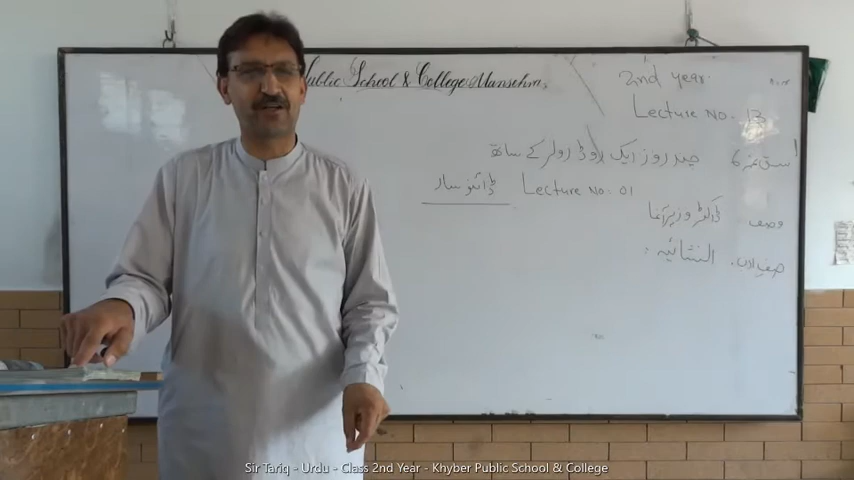 Public School & College Mansehra
2nd year.
Lecture No. 13
سبق نمبر 6 چند روز ایک روڈ رولر کے ساتھ
Lecture No: 01 ڈائنو سار
وصف ڈاکٹر وزیر آغا
صفِ ادب. انشائیہ :
Sir Tariq - Urdu - Class 2nd Year - Khyber Public School & College